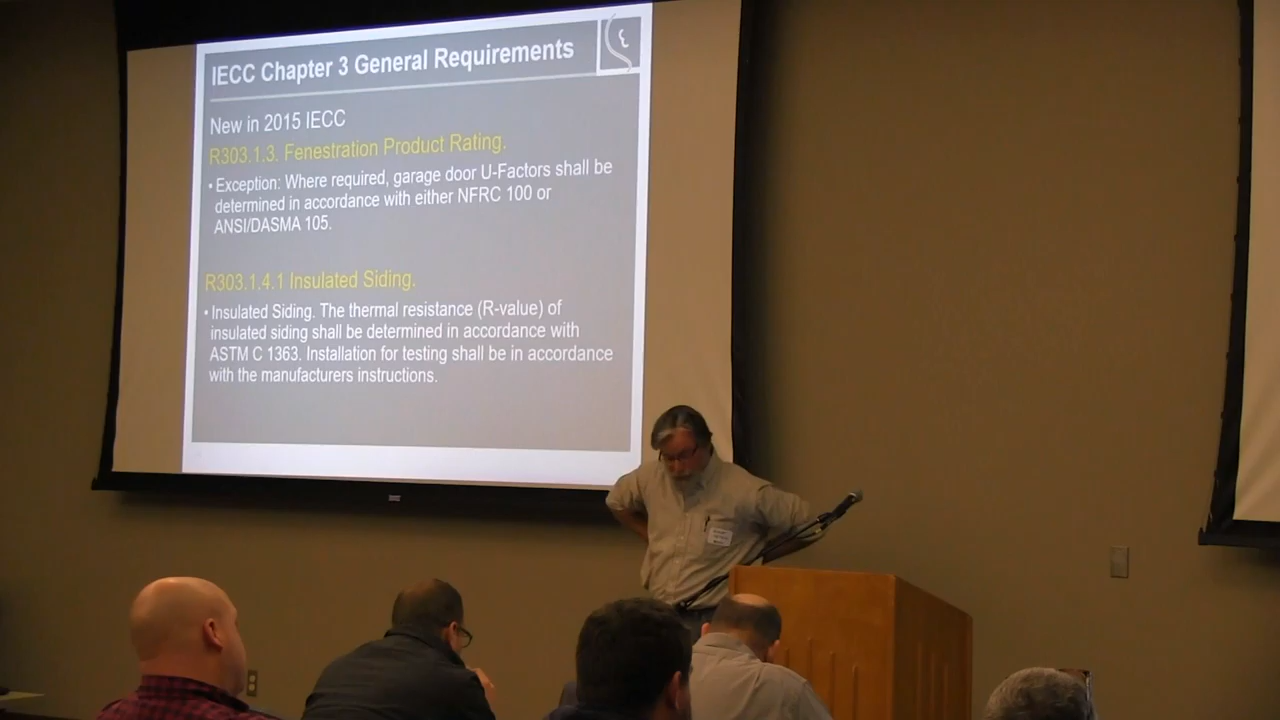 IECC Chapter 3 General Requirements
New in 2015 IECC
R303.1.3. Fenestration Product Rating.
• Exception: Where required, garage door U-Factors shall be
determined in accordance with either NFRC 100 or
ANSI/DASMA 105.
R303.1.4.1 Insulated Siding.
• Insulated Siding. The thermal resistance (R-value) of
insulated siding shall be determined in accordance with
ASTM C 1363. Installation for testing shall be in accordance
with the manufacturers instructions.